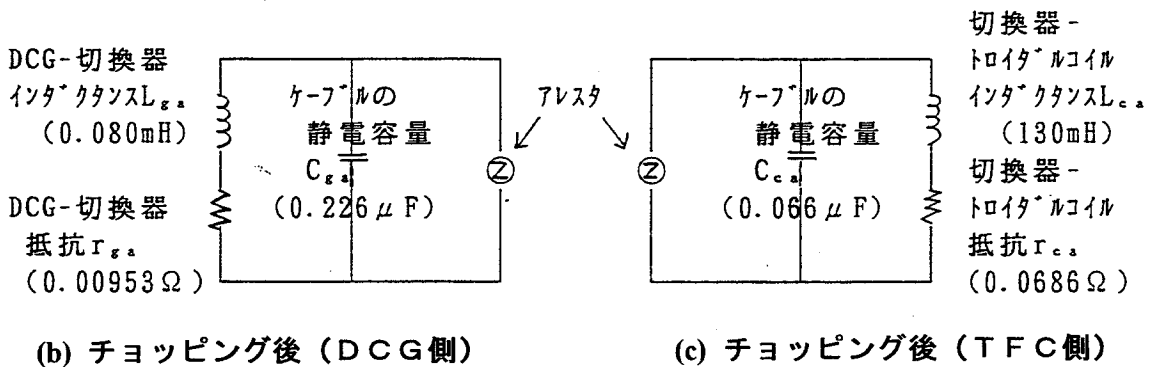 DCG-切換器
インダクタンスLga
(0.080mH)
DCG-切換器
抵抗rga
(0.00953Ω)
ケーブルの
静電容量
Cga
(0.226μF)
アレスタ
Z
Z
ケーブルの
静電容量
Cca
(0.066μF)
切換器-
トロイダルコイル
インダクタンスLca
(130mH)
切換器-
トロイダルコイル
抵抗rca
(0.0686Ω)
(b) チョッピング後（ＤＣＧ側）
(c) チョッピング後（ＴＦＣ側）